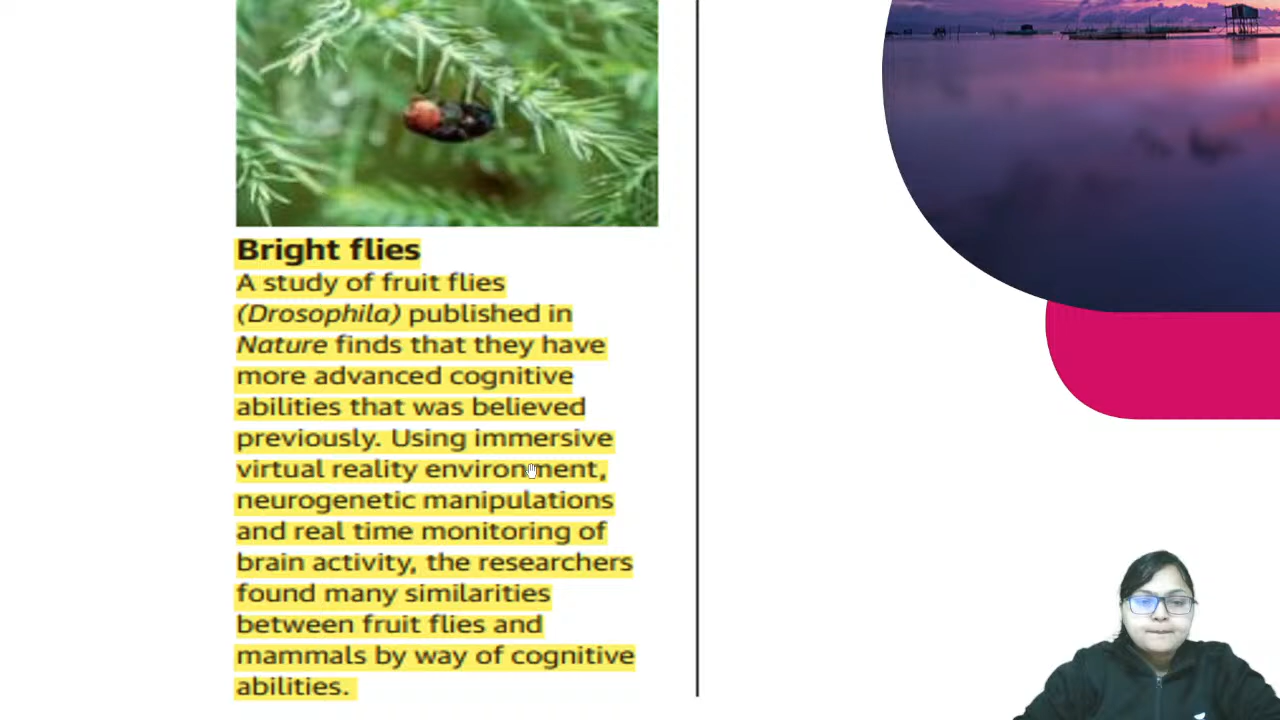 Bright flies
A study of fruit flies
(Drosophila) published in
Nature finds that they have
more advanced cognitive
abilities that was believed
previously. Using immersive
virtual reality environment,
neurogenetic manipulations
and real time monitoring of
brain activity, the researchers
found many similarities
between fruit flies and
mammals by way of cognitive
abilities.